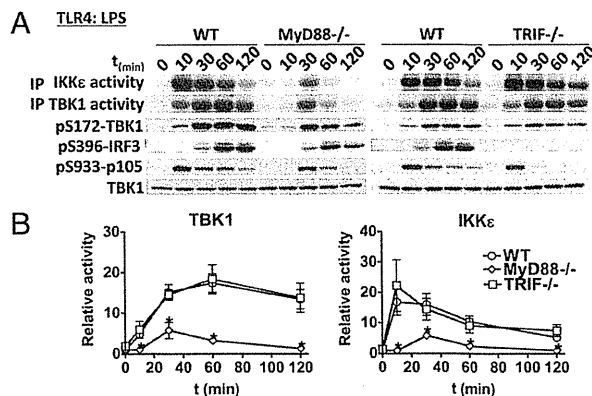 A TLR4: LPS
WT MyD88-/- WT TRIF-/-
t(min) 0 10 30 60 120 0 10 30 60 120 0 10 30 60 120 0 10 30 60 120
IP IKKε activity
IP TBK1 activity
pS172-TBK1
pS396-IRF3
pS933-p105
TBK1
B TBK1 IKKε
Relative activity
30
20
10
0
0 20 40 60 80 100 120
t (min)
* * * *
Relative activity
40
30
20
10
0
0 20 40 60 80 100 120
t (min)
* * * *
WT
MyD88-/-
TRIF-/-